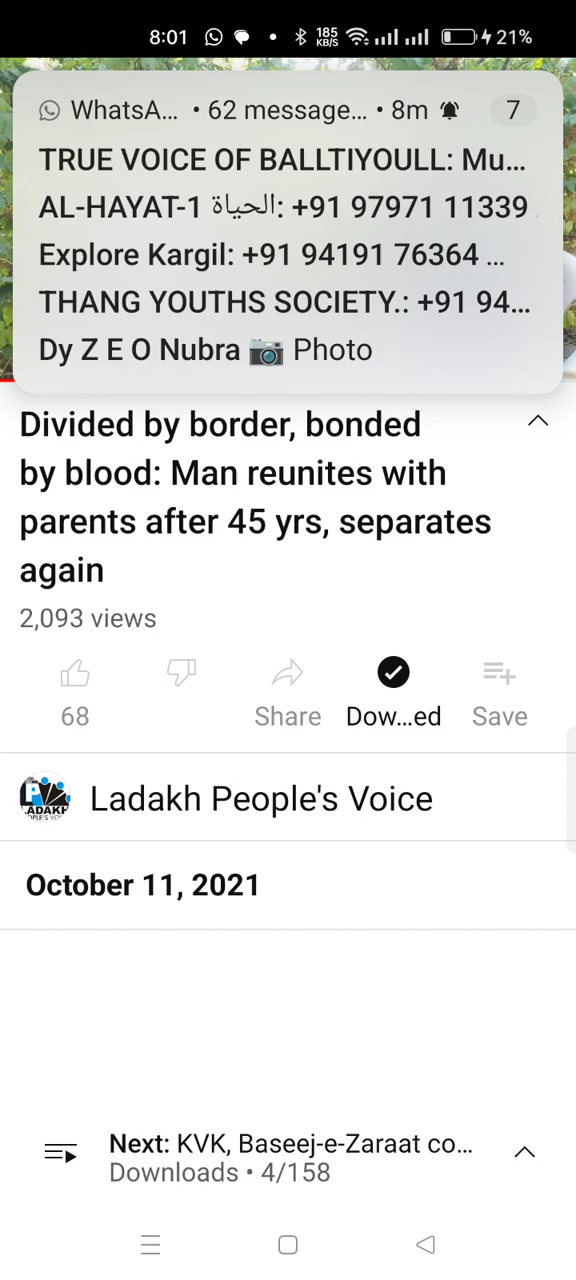 8:01 185 KB/S 21%
WhatsA... • 62 message... • 8m 7
TRUE VOICE OF BALLTIYOULL: Mu...
AL-HAYAT-1 الحياة: +91 97971 11339
Explore Kargil: +91 94191 76364 ...
THANG YOUTHS SOCIETY.: +91 94...
Dy Z E O Nubra 📷 Photo
Divided by border, bonded
by blood: Man reunites with
parents after 45 yrs, separates
again
2,093 views
68 Share Dow...ed Save
Ladakh People's Voice
October 11, 2021
Next: KVK, Baseej-e-Zaraat co...
Downloads • 4/158